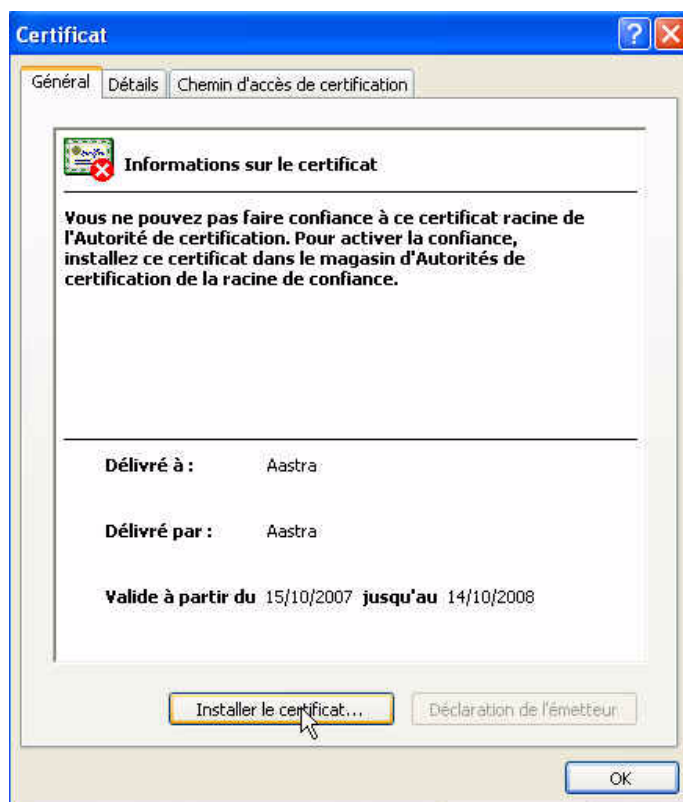 Certificat
Général Détails Chemin d'accès de certification
Informations sur le certificat
Vous ne pouvez pas faire confiance à ce certificat racine de
l'Autorité de certification. Pour activer la confiance,
installez ce certificat dans le magasin d'Autorités de
certification de la racine de confiance.
Délivré à : Aastra
Délivré par : Aastra
Valide à partir du 15/10/2007 jusqu'au 14/10/2008
Installer le certificat... Déclaration de l'émetteur
OK